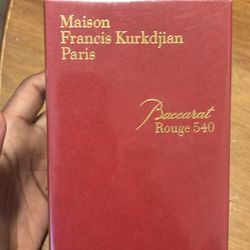 Maison
Francis Kurkdjian
Paris
Baccarat
Rouge 540